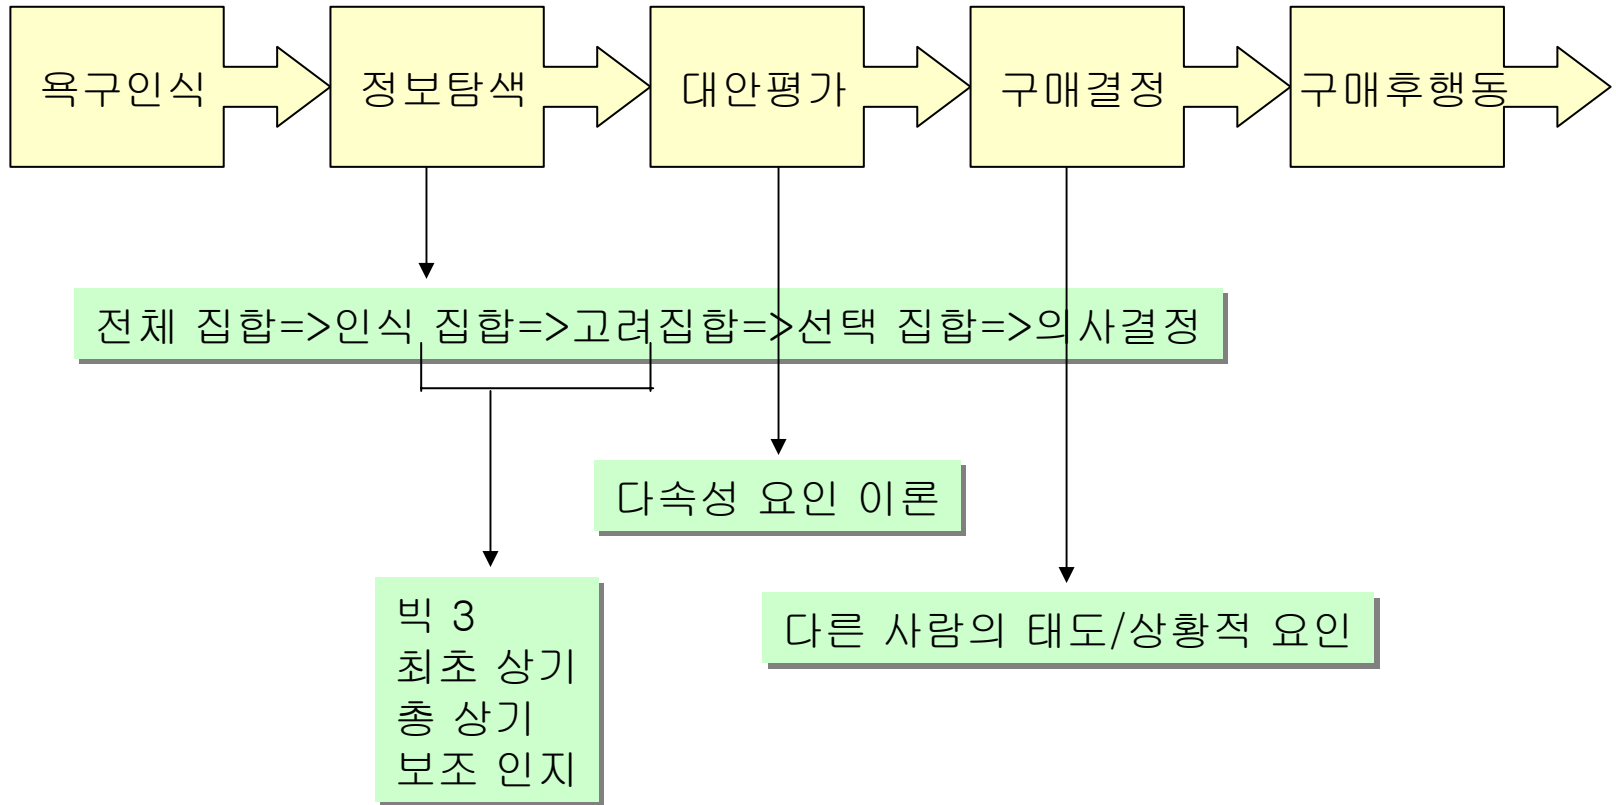 욕구인식
정보탐색
대안평가
구매결정
구매후행동
전체 집합=>인식 집합=>고려집합=>선택 집합=>의사결정
다속성 요인 이론
빅 3
최초 상기
총 상기
보조 인지
다른 사람의 태도/상황적 요인